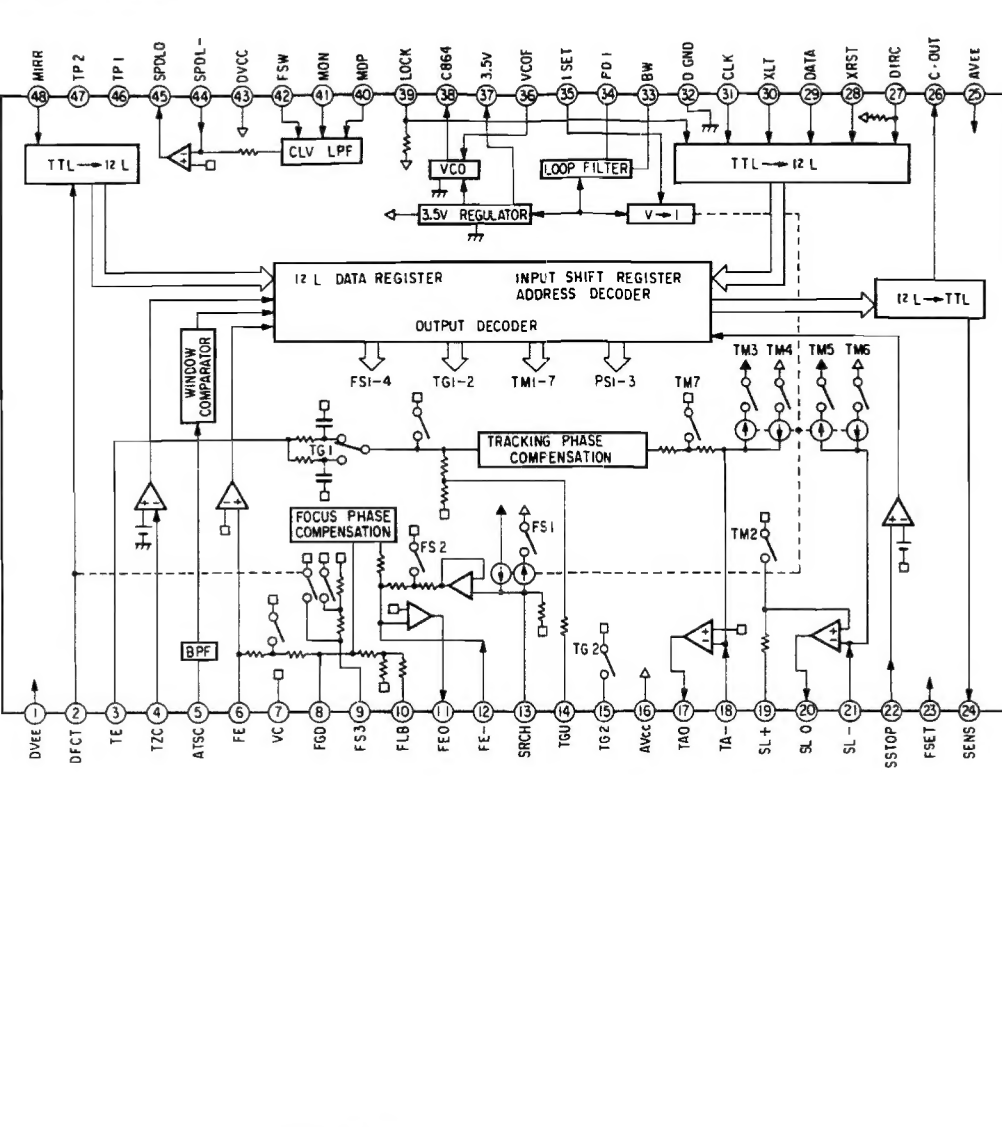 MIRR
TP2
TP1
SPDLO
SPDL-
DVCC
FSW
MON
MDP
LOCK
C864
3.5V
VCOF
ISET
PDI
BW
D GND
CLK
XLT
DATA
XRST
DIRC
C·OUT
AVEE
48 47 46 45 44 43 42 41 40 39 38 37 36 35 34 33 32 31 30 29 28 27 26 25
TTL→I2L
CLV LPF
VCO
LOOP FILTER
TTL→I2L
3.5V REGULATOR
V→I
I2L DATA REGISTER
INPUT SHIFT REGISTER
ADDRESS DECODER
OUTPUT DECODER
I2L→TTL
FS1-4
TG1-2
TM1-7
PS1-3
WINDOW
COMPARATOR
TM7
TM3
TM4
TM5
TM6
TG1
TRACKING PHASE
COMPENSATION
FOCUS PHASE
COMPENSATION
FS2
FS1
TM2
BPF
TG2
1 2 3 4 5 6 7 8 9 10 11 12 13 14 15 16 17 18 19 20 21 22 23 24
DVEE
DFCT
TE
TZC
ATSC
FE
VC
FGD
FS3
FLB
FEO
FE-
SRCH
TGU
TG2
AVCC
TAO
TA-
SL+
SLO
SL-
SSTOP
FSET
SENS